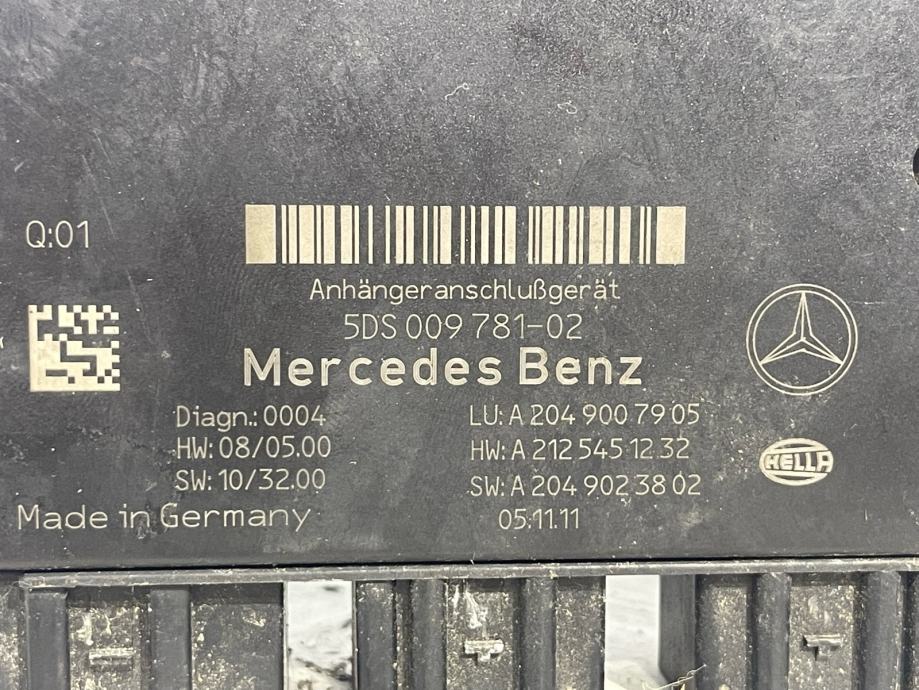 Q:01
Anhängeranschlußgerät
5DS 009 781-02
Mercedes Benz
Diagn.: 0004
HW: 08/05.00
SW: 10/32.00
Made in Germany
LU: A 204 900 79 05
HW: A 212 545 12 32
SW: A 204 902 38 02
05.11.11
HELLA